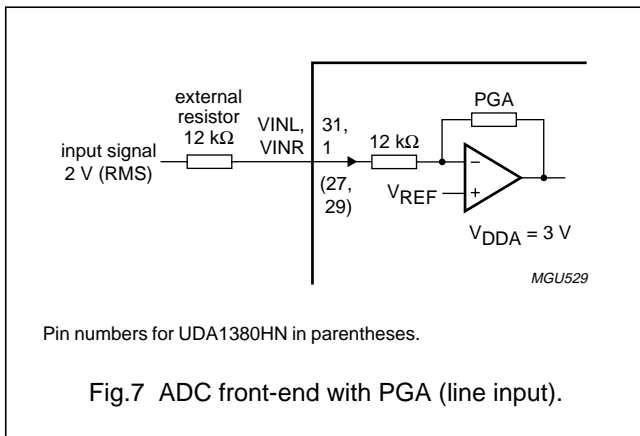 external
resistor
12 kΩ
input signal
2 V (RMS)
VINL,
VINR
31,
1
(27,
29)
12 kΩ
PGA
−
+
VREF
VDDA = 3 V
MGU529
Pin numbers for UDA1380HN in parentheses.
Fig.7 ADC front-end with PGA (line input).